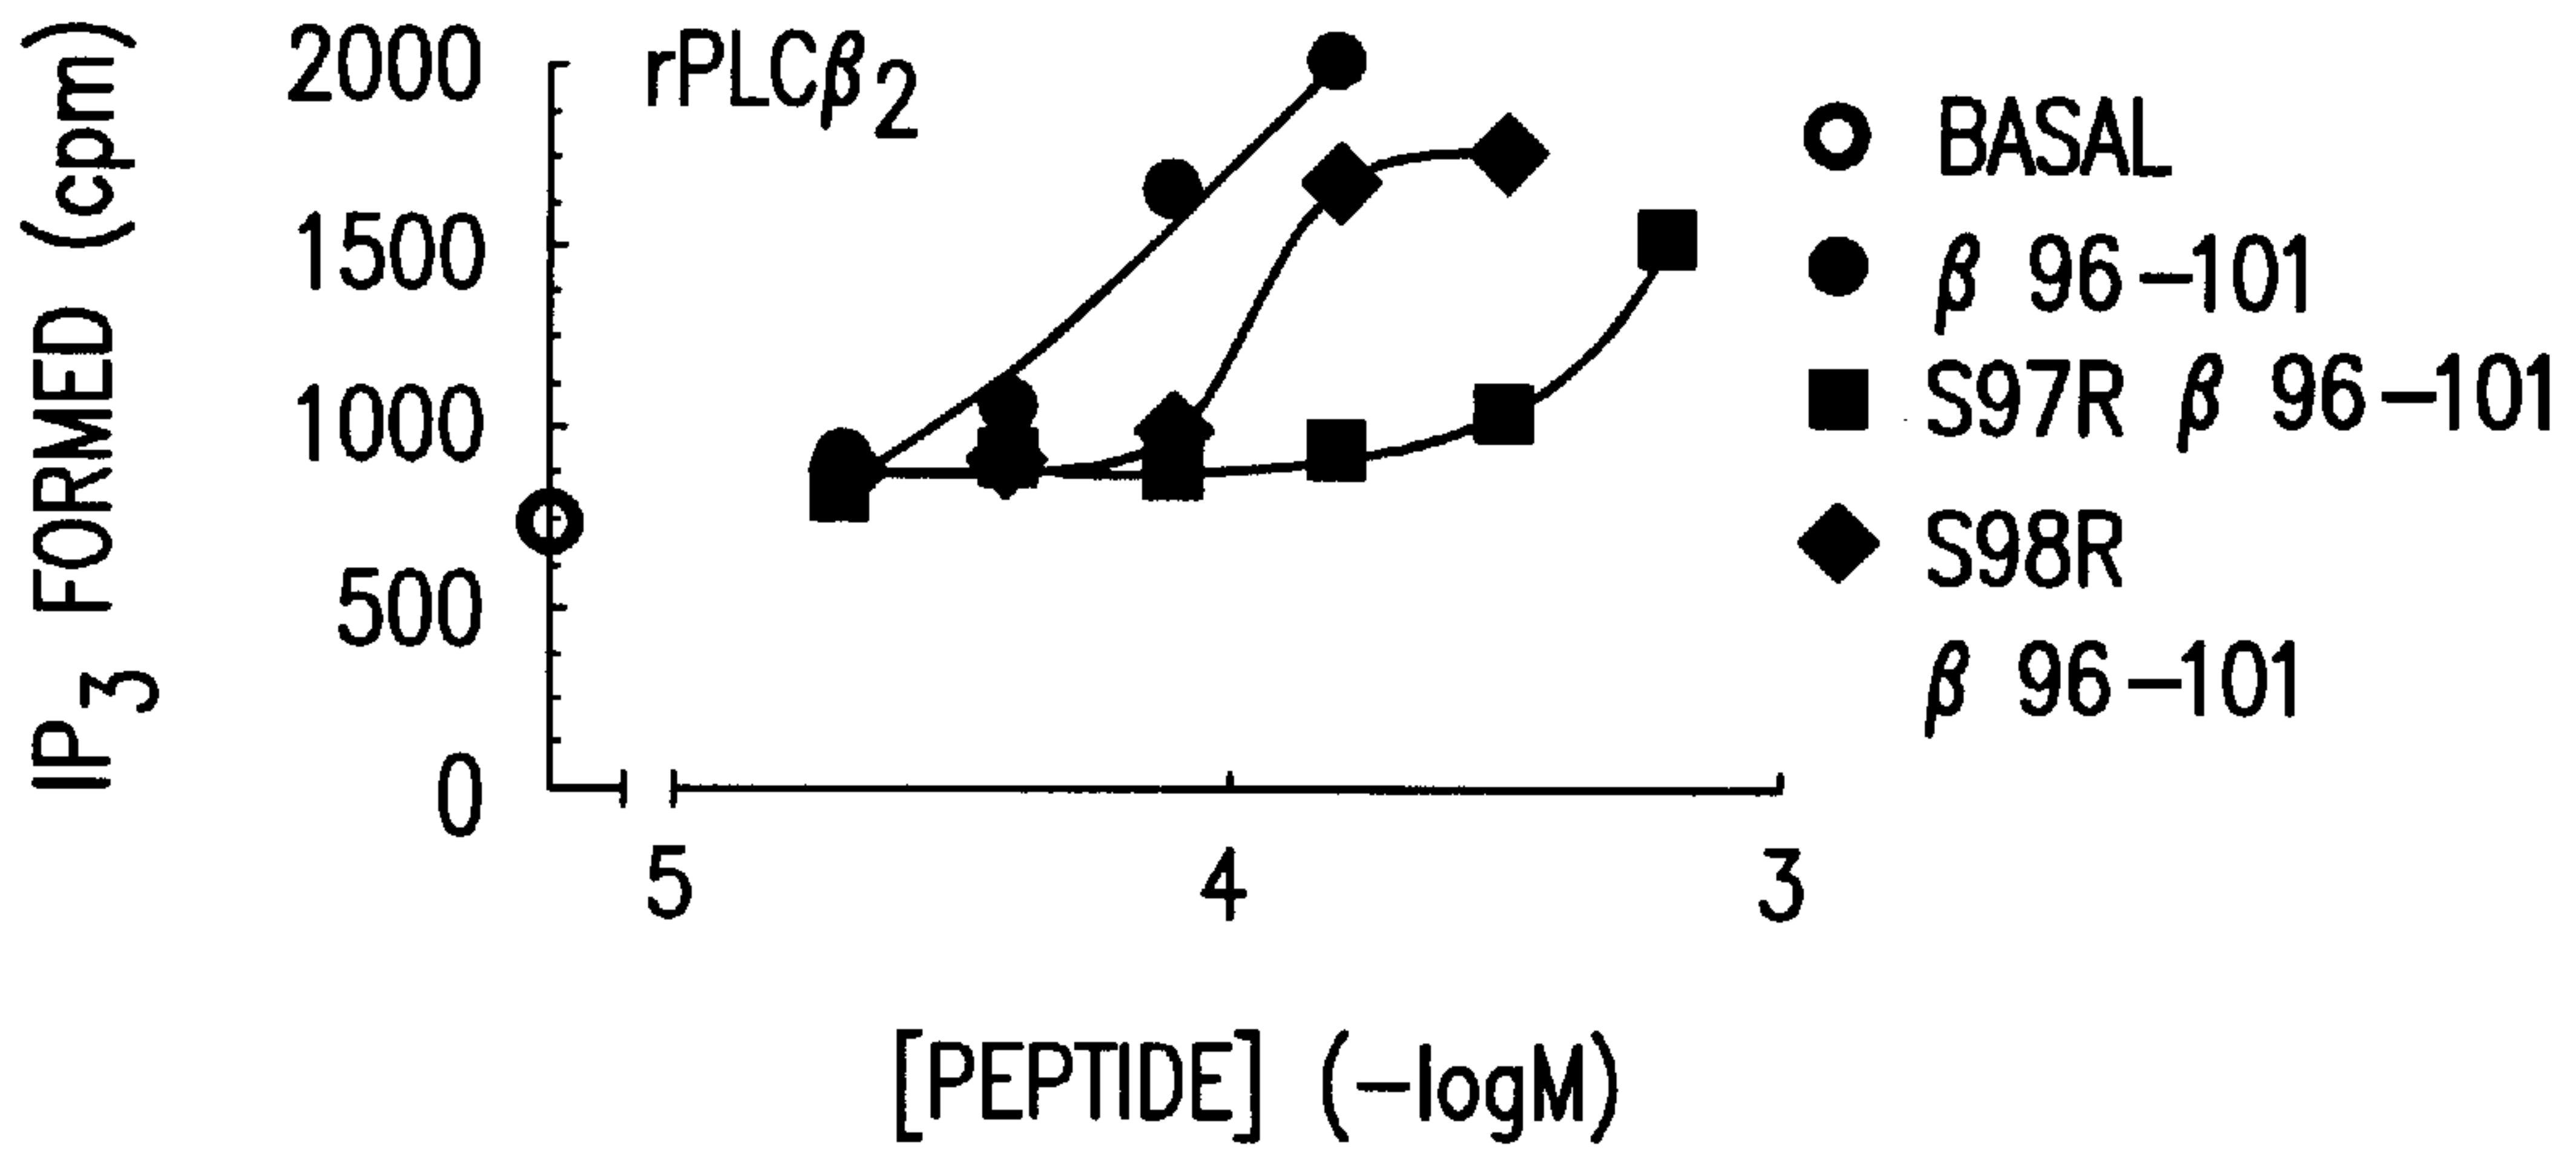 IP3 FORMED (cpm)
2000
1500
1000
500
0
rPLCβ2
BASAL
β 96-101
S97R β 96-101
S98R
β 96-101
5 4 3
[PEPTIDE] (-logM)